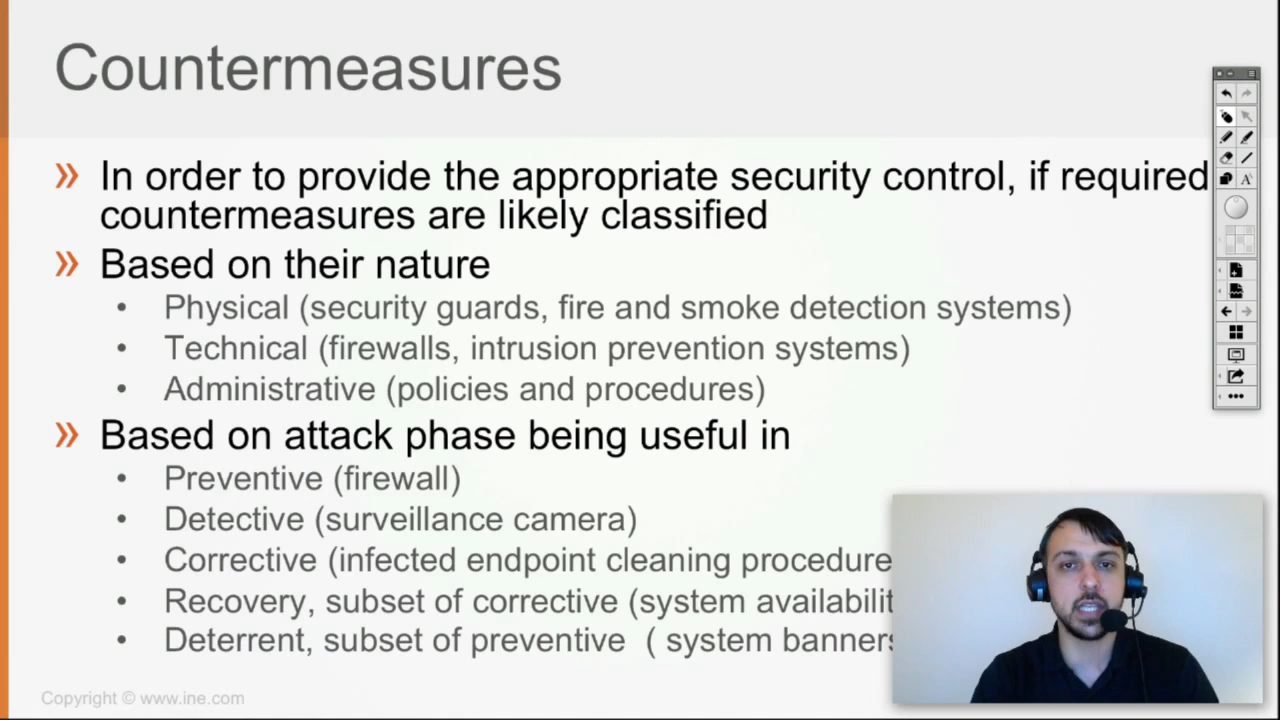 Countermeasures
» In order to provide the appropriate security control, if required
countermeasures are likely classified
» Based on their nature
• Physical (security guards, fire and smoke detection systems)
• Technical (firewalls, intrusion prevention systems)
• Administrative (policies and procedures)
» Based on attack phase being useful in
• Preventive (firewall)
• Detective (surveillance camera)
• Corrective (infected endpoint cleaning procedure
• Recovery, subset of corrective (system availabilit
• Deterrent, subset of preventive ( system banners
Copyright © www.ine.com